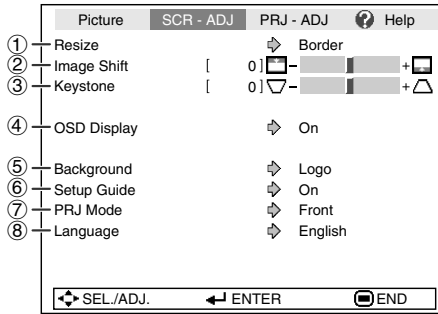 Picture SCR - ADJ PRJ - ADJ ? Help
① Resize Border
② Image Shift [ 0 ] − +
③ Keystone [ 0 ] − +
④ OSD Display On
⑤ Background Logo
⑥ Setup Guide On
⑦ PRJ Mode Front
⑧ Language English
SEL./ADJ. ENTER END